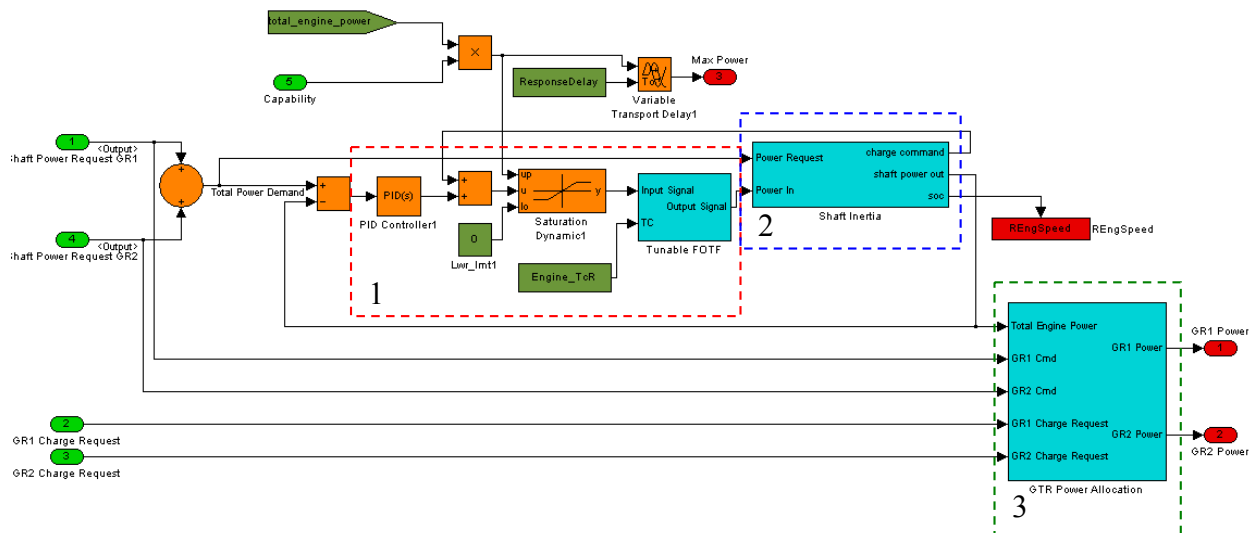 total_engine_power
×
5
Capability
ResponseDelay
Variable
Transport Delay1
Max Power
3
1
<Output>
Shaft Power Request GR1
+
+
Total Power Demand
4
<Output>
Shaft Power Request GR2
+
−
PID(s)
PID Controller1
+
+
0
Lwr_lmt1
up
u
lo
y
Saturation
Dynamic1
Engine_TcR
Input Signal
Output Signal
TC
Tunable FOTF
1
Power Request
Power In
charge command
shaft power out
soc
Shaft Inertia
2
REngSpeed
REngSpeed
Total Engine Power
GR1 Cmd
GR2 Cmd
GR1 Charge Request
GR2 Charge Request
GR1 Power
GR2 Power
GTR Power Allocation
3
GR1 Power
1
2
GR2 Power
2
GR1 Charge Request
3
GR2 Charge Request